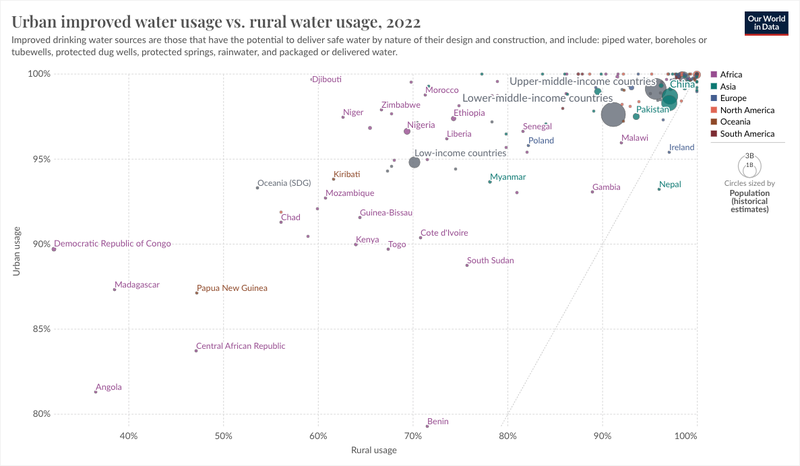 Urban improved water usage vs. rural water usage, 2022
Our World
in Data
Improved drinking water sources are those that have the potential to deliver safe water by nature of their design and construction, and include: piped water, boreholes or
tubewells, protected dug wells, protected springs, rainwater, and packaged or delivered water.
100%
Djibouti
Upper-middle-income countries
China
Morocco
Lower-middle-income countries
Zimbabwe
Niger
Ethiopia
Pakistan
Nigeria
Senegal
Liberia
Malawi
Poland
Ireland
95%
Low-income countries
Kiribati
Myanmar
Oceania (SDG)
Gambia
Nepal
Mozambique
Guinea-Bissau
Chad
Cote d'Ivoire
90%
Democratic Republic of Congo
Kenya
Togo
South Sudan
Madagascar
Papua New Guinea
85%
Central African Republic
Angola
80%
Benin
Urban usage
40%
50%
60%
70%
80%
90%
100%
Rural usage
Africa
Asia
Europe
North America
Oceania
South America
3B
1B
Circles sized by
Population
(historical
estimates)